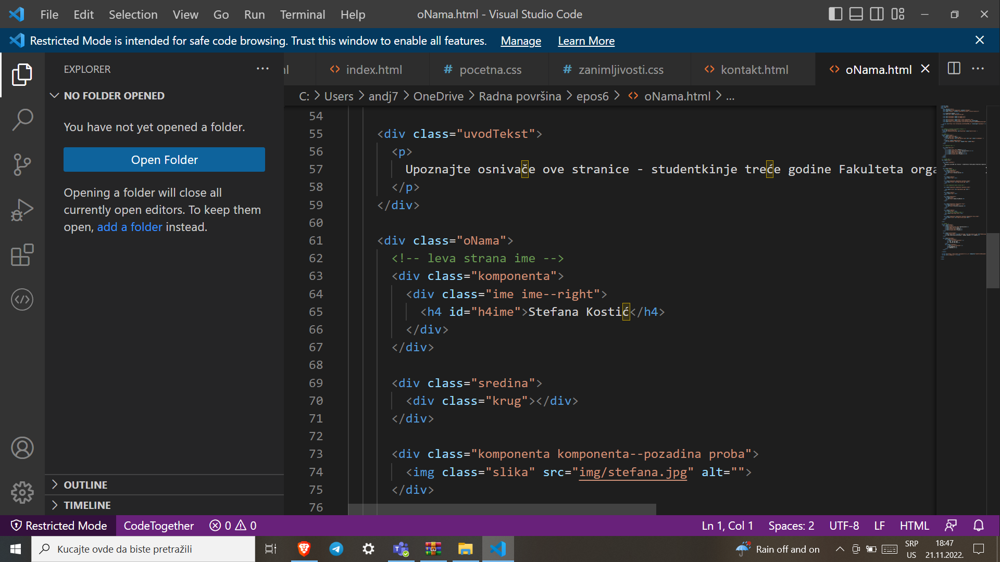 File Edit Selection View Go Run Terminal Help
oNama.html - Visual Studio Code
Restricted Mode is intended for safe code browsing. Trust this window to enable all features. Manage Learn More
EXPLORER
index.html
pocetna.css
zanimljivosti.css
kontakt.html
oNama.html
NO FOLDER OPENED
You have not yet opened a folder.
Open Folder
Opening a folder will close all
currently open editors. To keep them
open, add a folder instead.
OUTLINE
TIMELINE
C: > Users > andj7 > OneDrive > Radna površina > epos6 > <> oNama.html > ...
54
55 <div class="uvodTekst">
56 <p>
57 Upoznajte osnivače ove stranice - studentkinje treće godine Fakulteta orga
58 </p>
59 </div>
60
61 <div class="oNama">
62 <!-- leva strana ime -->
63 <div class="komponenta">
64 <div class="ime ime--right">
65 <h4 id="h4ime">Stefana Kostić</h4>
66 </div>
67 </div>
68
69 <div class="sredina">
70 <div class="krug"></div>
71 </div>
72
73 <div class="komponenta komponenta--pozadina proba">
74 <img class="slika" src="img/stefana.jpg" alt="">
75 </div>
76
Restricted Mode CodeTogether 0 0
Ln 1, Col 1 Spaces: 2 UTF-8 LF HTML
Kucajte ovde da biste pretražili
Rain off and on
SRP
US
18:47
21.11.2022.